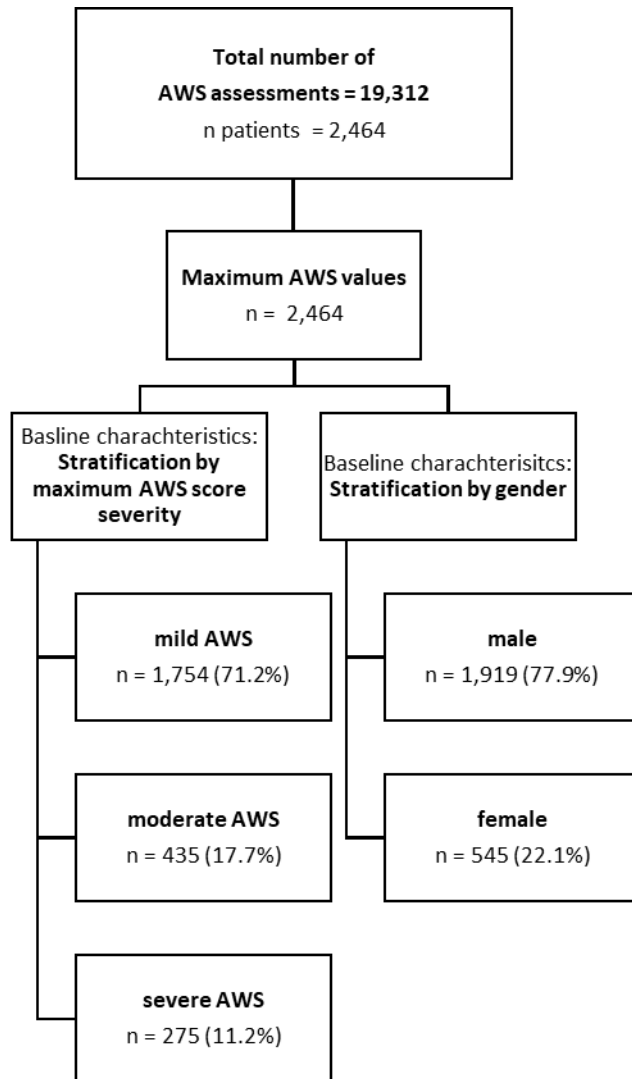 Total number of
AWS assessments = 19,312
n patients = 2,464
Maximum AWS values
n = 2,464
Basline charachteristics:
Stratification by
maximum AWS score
severity
Baseline charachterisitcs:
Stratification by gender
mild AWS
n = 1,754 (71.2%)
male
n = 1,919 (77.9%)
moderate AWS
n = 435 (17.7%)
female
n = 545 (22.1%)
severe AWS
n = 275 (11.2%)